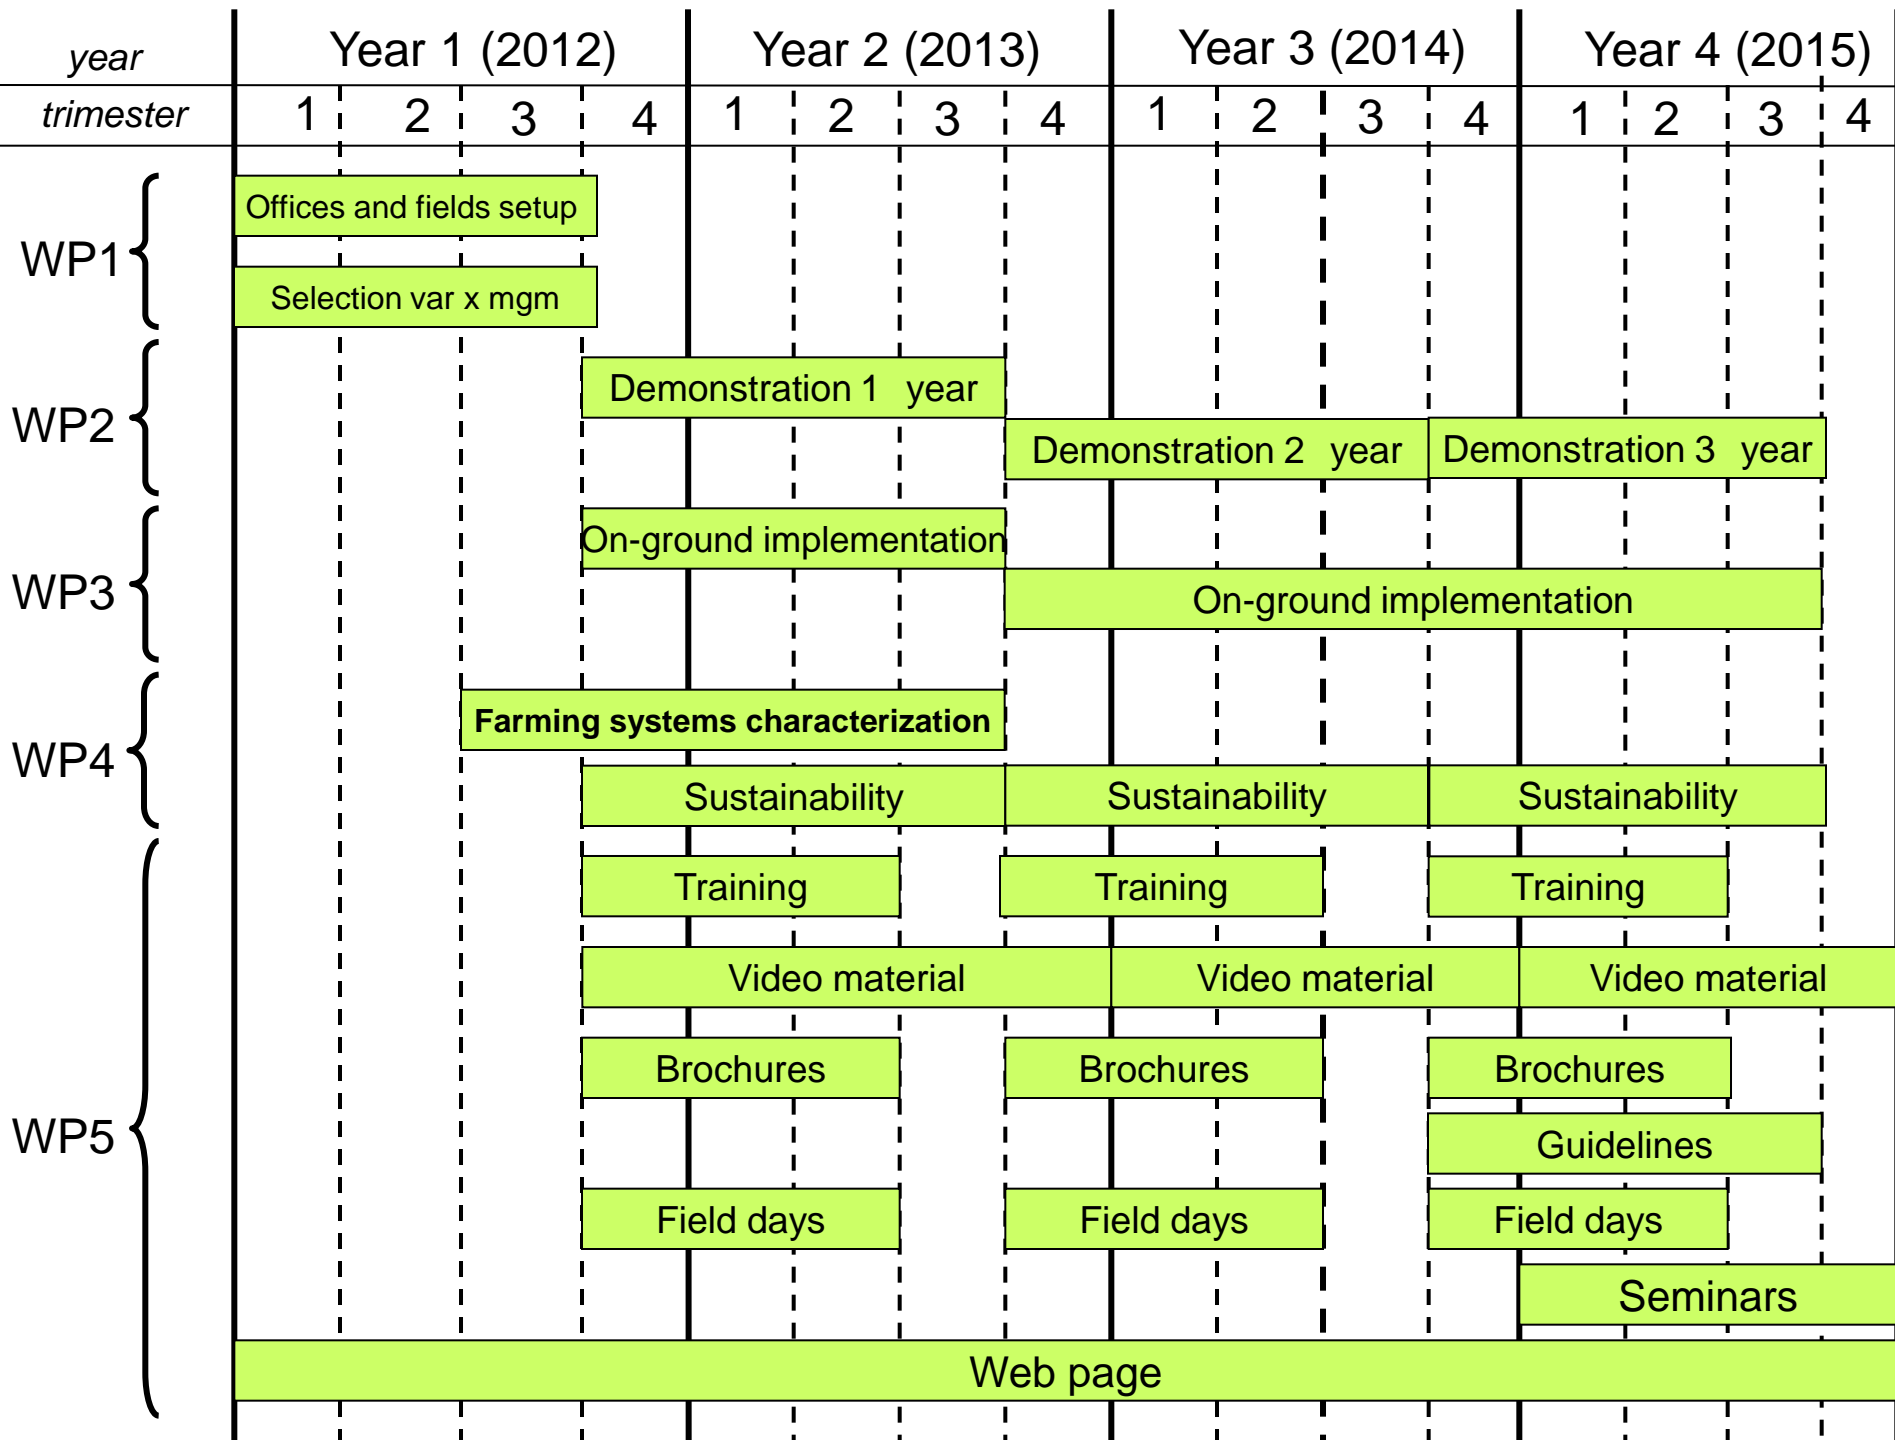 year Year 1 (2012) Year 2 (2013) Year 3 (2014) Year 4 (2015)
trimester 1 2 3 4 1 2 3 4 1 2 3 4 1 2 3 4
WP1
Offices and fields setup
Selection var x mgm
WP2
Demonstration 1 year
Demonstration 2 year Demonstration 3 year
WP3
On-ground implementation
On-ground implementation
WP4
Farming systems characterization
Sustainability Sustainability Sustainability
WP5
Training Training Training
Video material Video material Video material
Brochures Brochures Brochures
Guidelines
Field days Field days Field days
Seminars
Web page